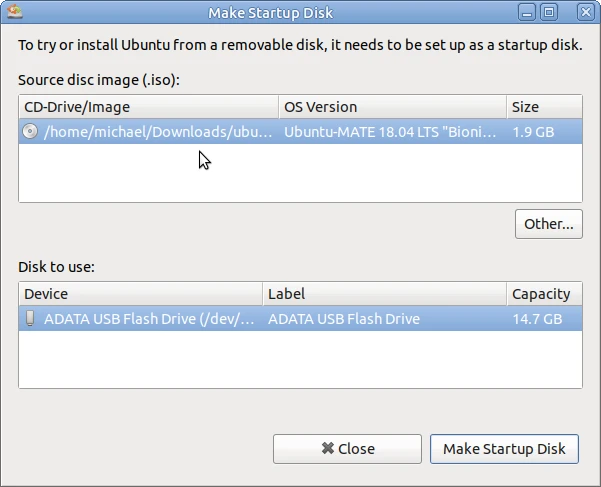 Make Startup Disk
To try or install Ubuntu from a removable disk, it needs to be set up as a startup disk.
Source disc image (.iso):
CD-Drive/Image OS Version Size
/home/michael/Downloads/ubu... Ubuntu-MATE 18.04 LTS "Bioni... 1.9 GB
Other...
Disk to use:
Device Label Capacity
ADATA USB Flash Drive (/dev/... ADATA USB Flash Drive 14.7 GB
Close Make Startup Disk